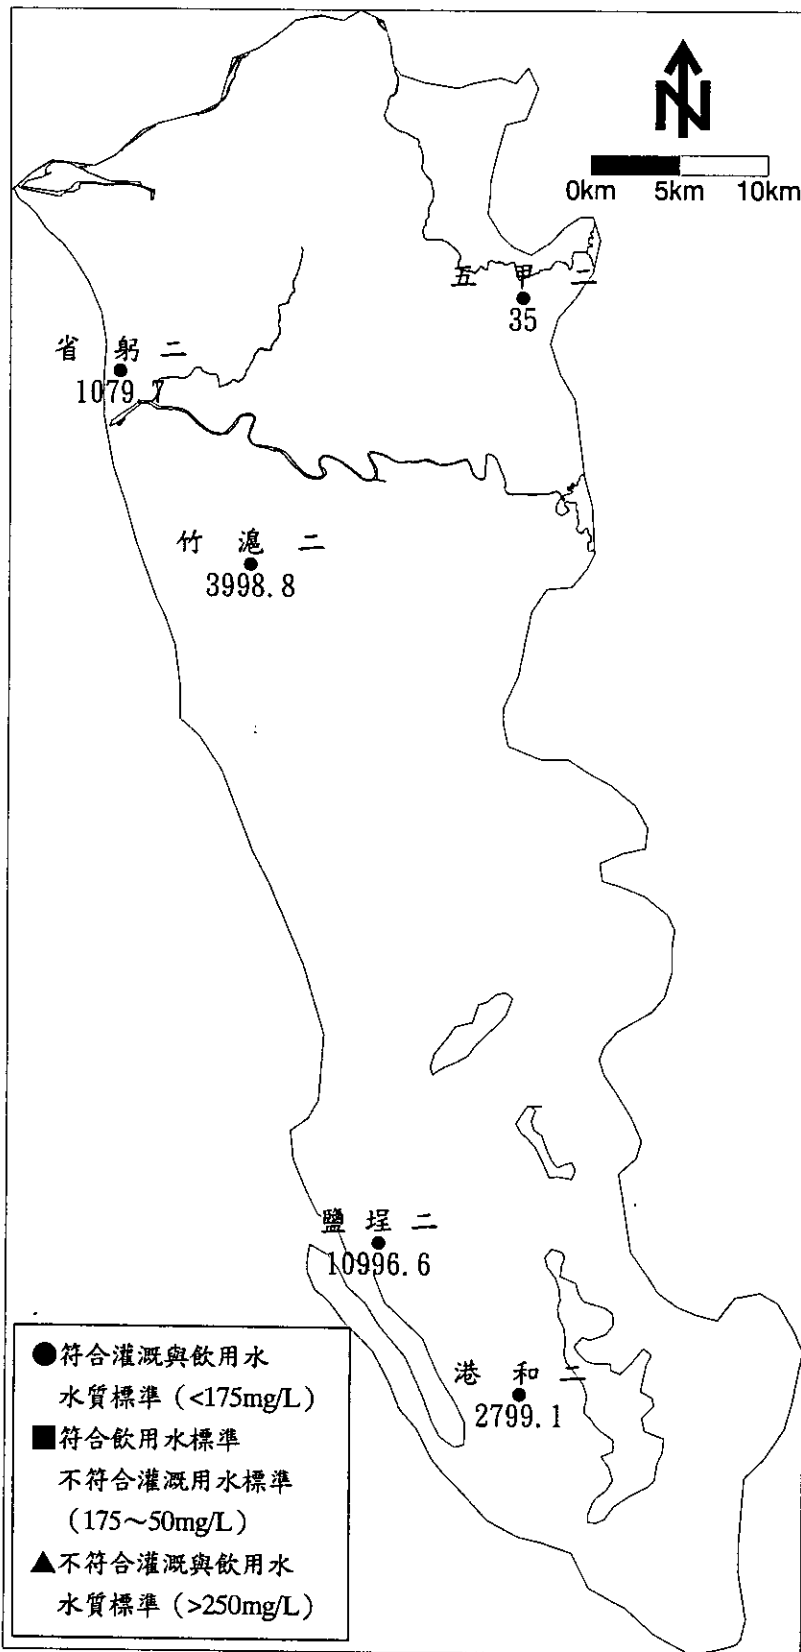 N
0km 5km 10km
五甲二
35
省躬二
1079.7
竹滬二
3998.8
鹽埕二
10996.6
港和二
2799.1
●符合灌溉與飲用水
水質標準（<175mg/L）
■符合飲用水標準
不符合灌溉用水標準
（175～50mg/L）
▲不符合灌溉與飲用水
水質標準（>250mg/L）